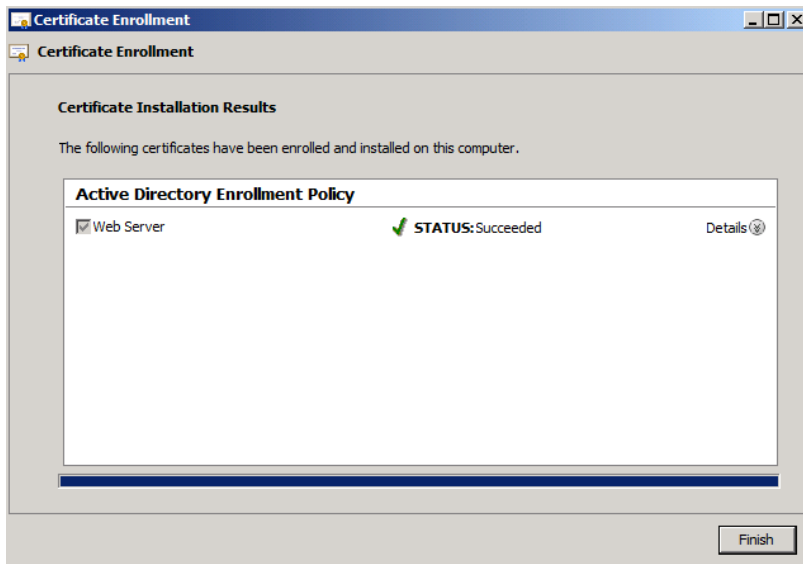 Certificate Enrollment
Certificate Enrollment
Certificate Installation Results
The following certificates have been enrolled and installed on this computer.
Active Directory Enrollment Policy
Web Server STATUS: Succeeded Details
Finish